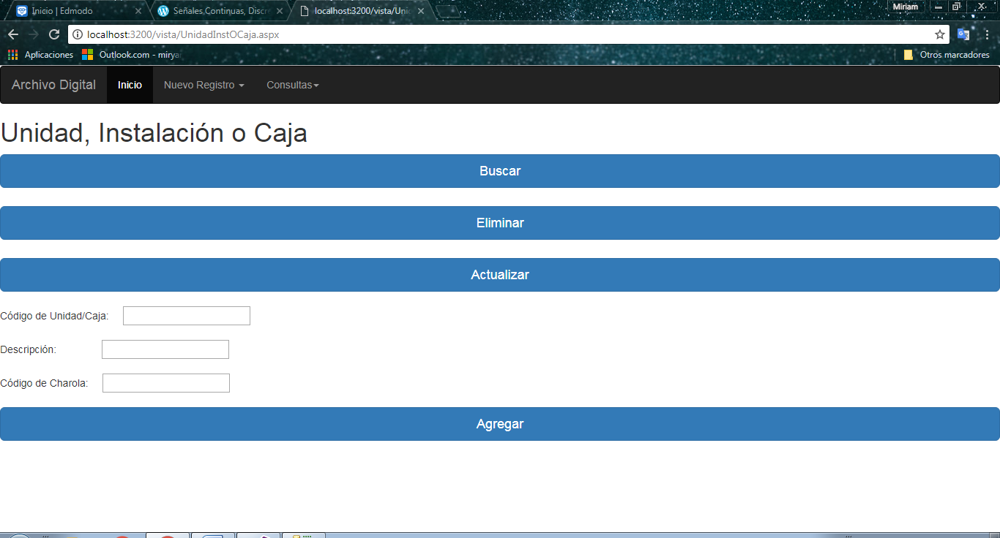 Inicio | Edmodo
Señales Continuas, Discr
localhost:3200/vista/Uni
Miriam
localhost:3200/vista/UnidadInstOCaja.aspx
Aplicaciones
Outlook.com - mirya
Otros marcadores
Archivo Digital
Inicio
Nuevo Registro
Consultas
Unidad, Instalación o Caja
Buscar
Eliminar
Actualizar
Código de Unidad/Caja:
Descripción:
Código de Charola:
Agregar